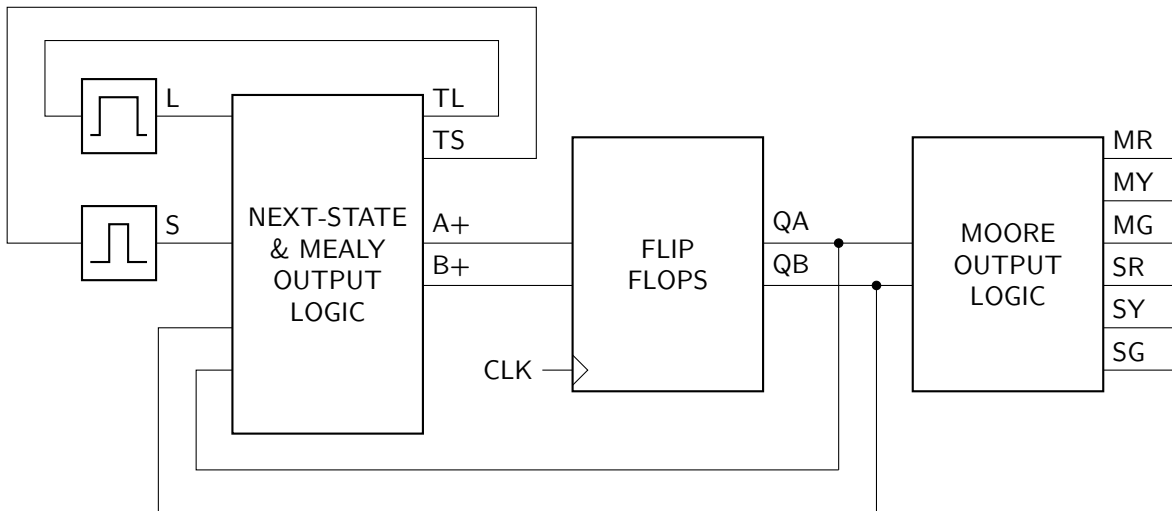 L
TL
TS
S
NEXT-STATE
& MEALY
OUTPUT
LOGIC
A+
B+
FLIP
FLOPS
CLK
QA
QB
MOORE
OUTPUT
LOGIC
MR
MY
MG
SR
SY
SG